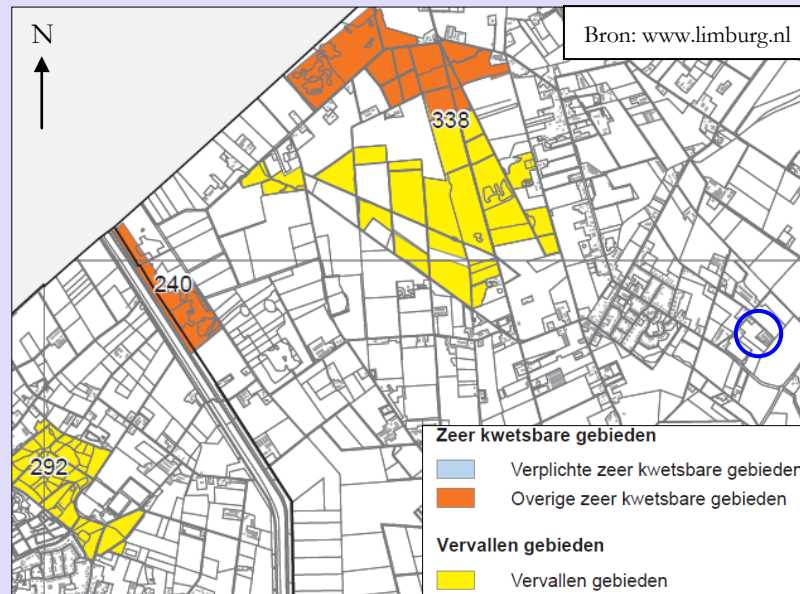 N
Bron: www.limburg.nl
338
240
292
Zeer kwetsbare gebieden
Verplichte zeer kwetsbare gebieden
Overige zeer kwetsbare gebieden
Vervallen gebieden
Vervallen gebieden